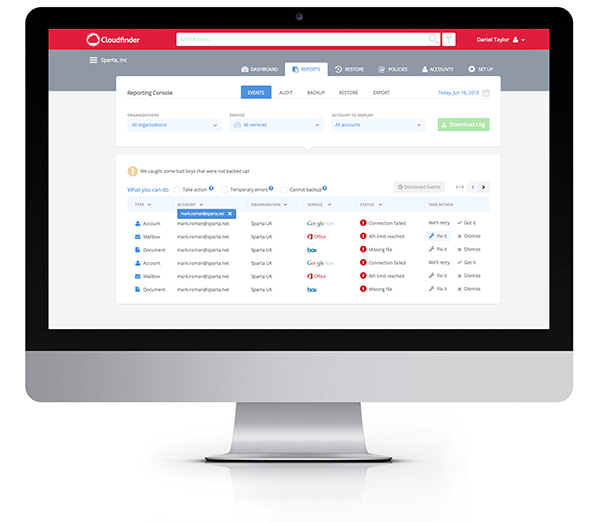 Cloudfinder Search here... Daniel Taylor
Sparta, Inc
DASHBOARD REPORTS RESTORE POLICIES ACCOUNTS SET UP
Reporting Console EVENTS AUDIT BACKUP RESTORE EXPORT Today, Jun 16, 2015
ORGANIZATIONS SERVICE ACCOUNT TO DISPLAY
All organizations All services All accounts Download Log
We caught some bad boys that were not backed up!
What you can do Take action ? Temporary errors ? Cannot backup ? Dismissed Events
TYPE ACCOUNT ORGANIZATION SERVICE STATUS TAKE ACTION
mark.roman@sparta.net
Account mark.roman@sparta.net Sparta UK Google Connection failed We'll retry Got it
Mailbox mark.roman@sparta.net Sparta UK Office API limit reached Fix it Dismiss
Document mark.roman@sparta.net Sparta UK box Missing file Fix it Dismiss
Account mark.roman@sparta.net Sparta UK Google Connection failed We'll retry Got it
Mailbox mark.roman@sparta.net Sparta UK Office API limit reached Fix it Dismiss
Document mark.roman@sparta.net Sparta UK box Missing file Fix it Dismiss